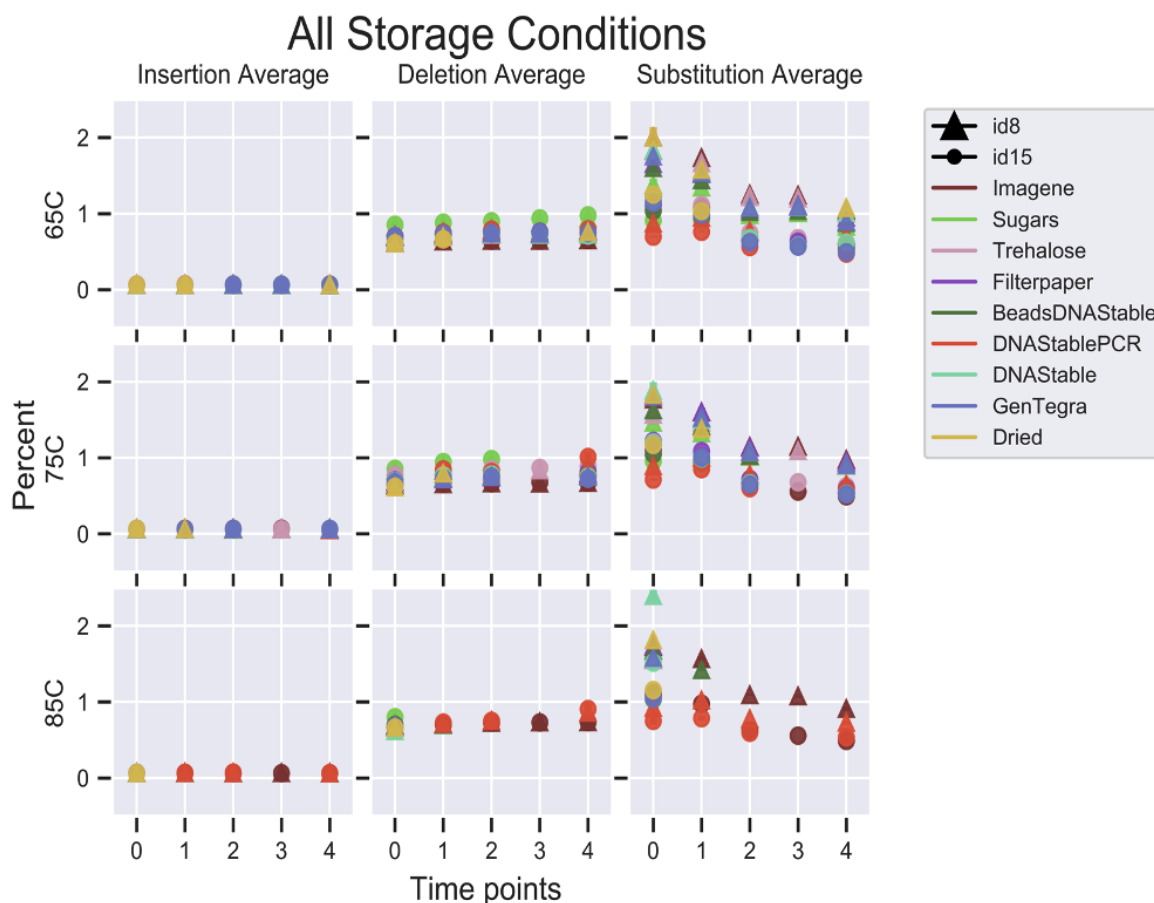 All Storage Conditions
Insertion Average Deletion Average Substitution Average
Percent
65C
2
1
0
75C
2
1
0
85C
2
1
0
0 1 2 3 4 0 1 2 3 4 0 1 2 3 4
Time points
id8
id15
Imagene
Sugars
Trehalose
Filterpaper
BeadsDNAStable
DNAStablePCR
DNAStable
GenTegra
Dried